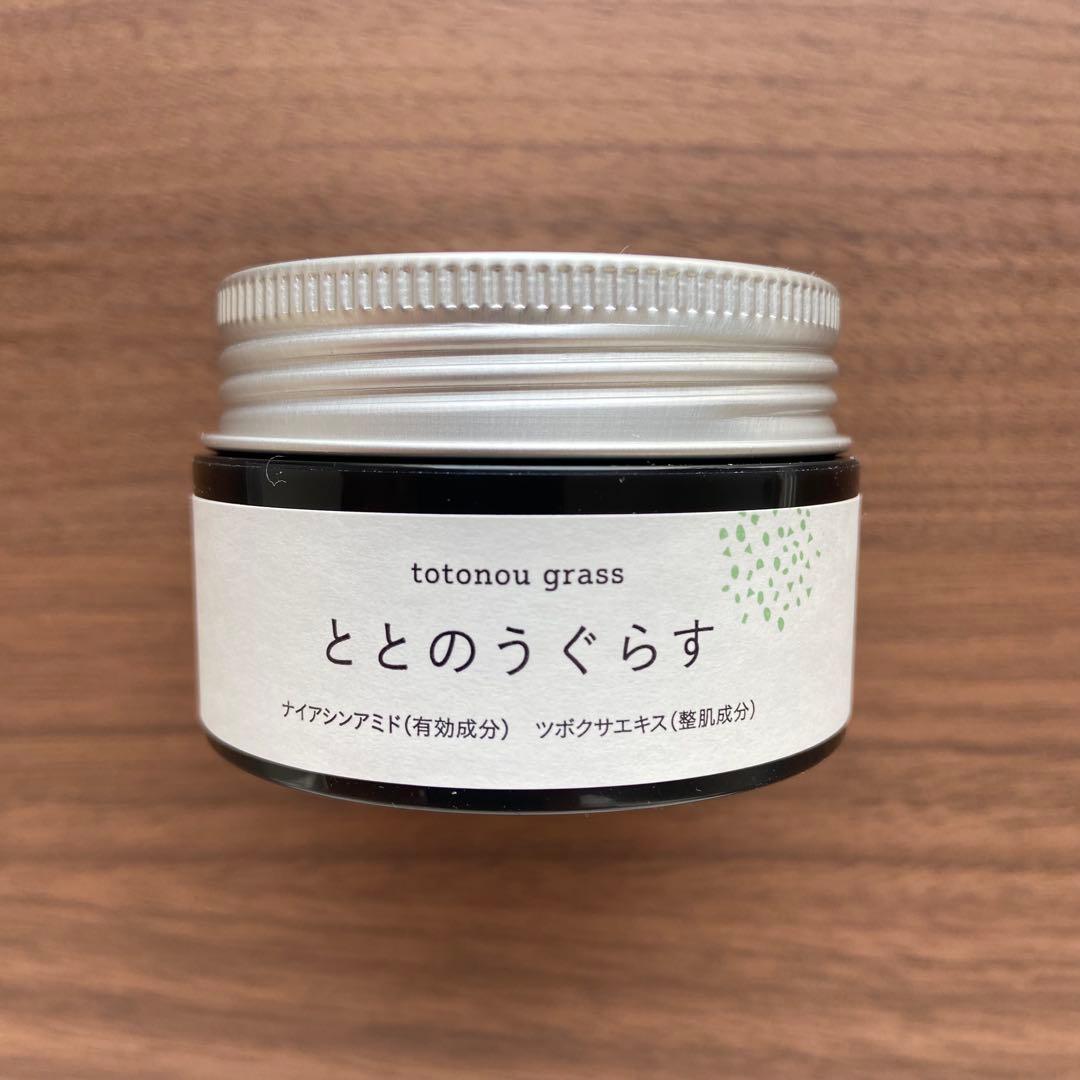 totonou grass
ととのうぐらす
ナイアシンアミド(有効成分) ツボクサエキス(整肌成分)